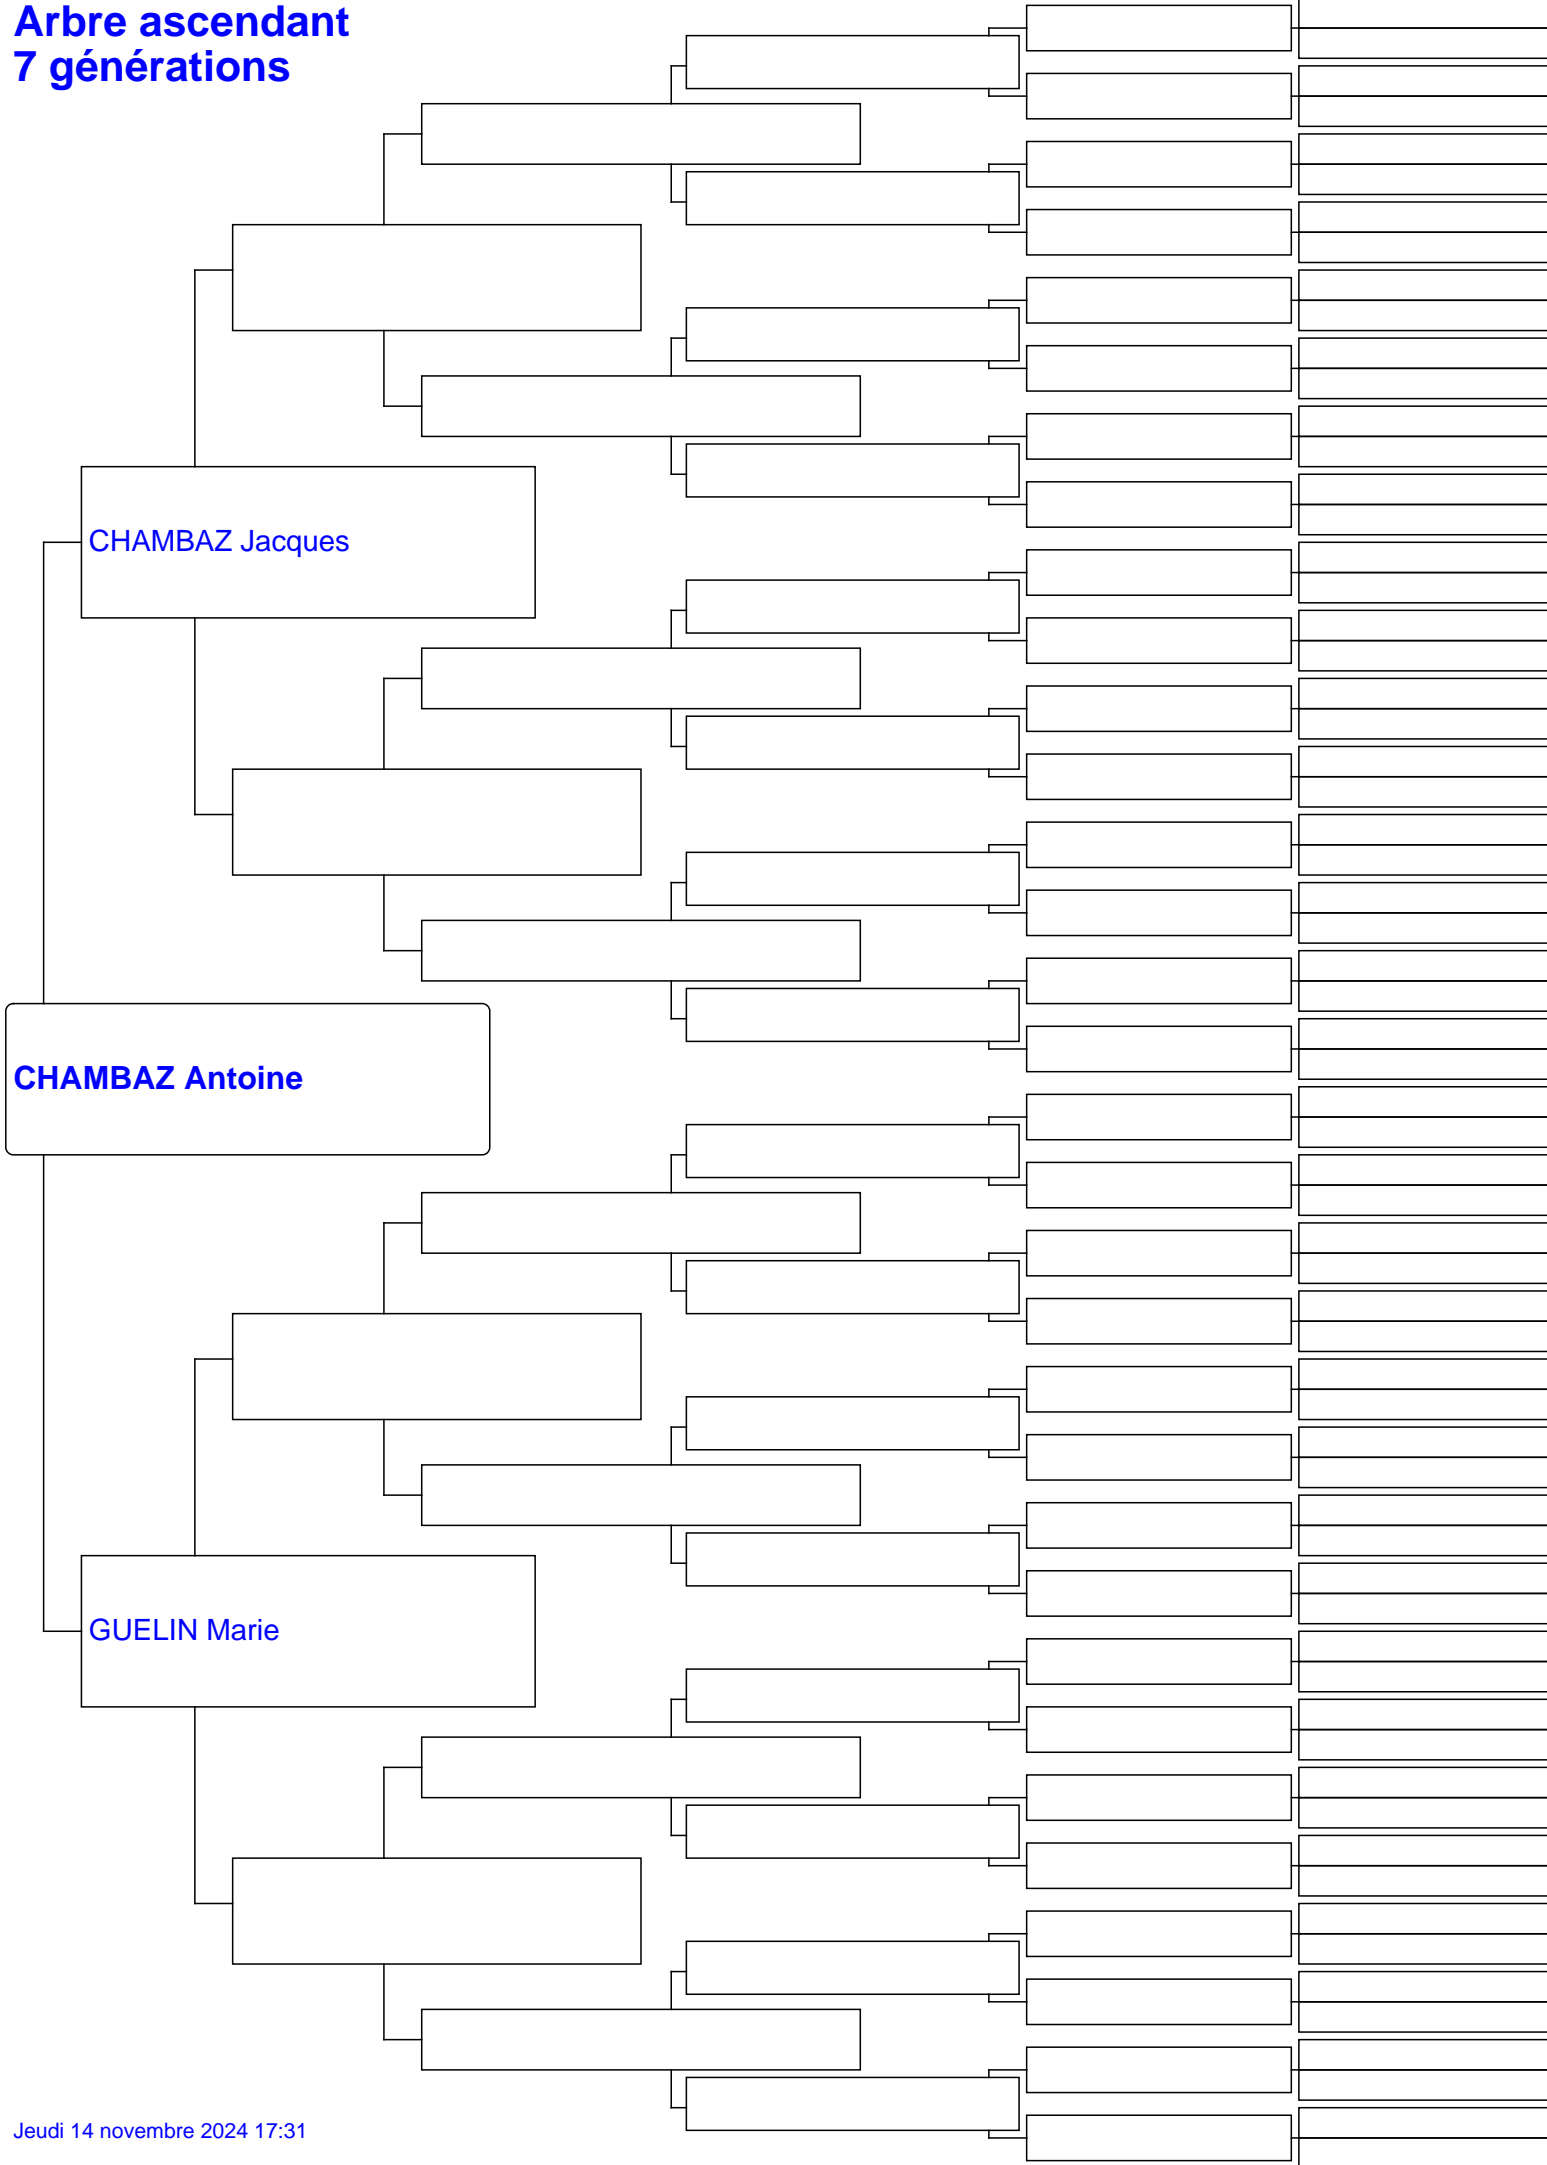 Arbre ascendant
7 générations
CHAMBAZ Jacques
CHAMBAZ Antoine
GUELIN Marie
Jeudi 14 novembre 2024 17:31